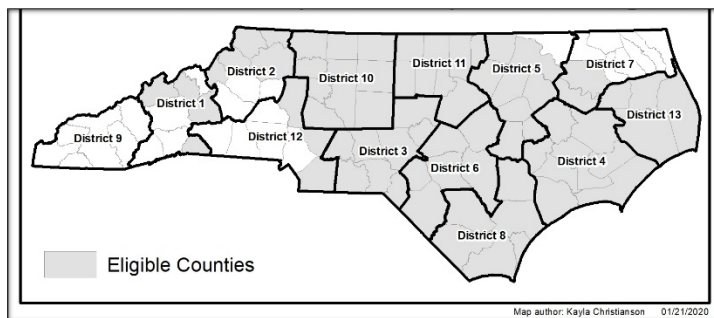 District 2
District 10
District 11
District 5
District 7
District 1
District 13
District 9
District 12
District 3
District 6
District 4
District 8
Eligible Counties
Map author: Kayla Christianson 01/21/2020